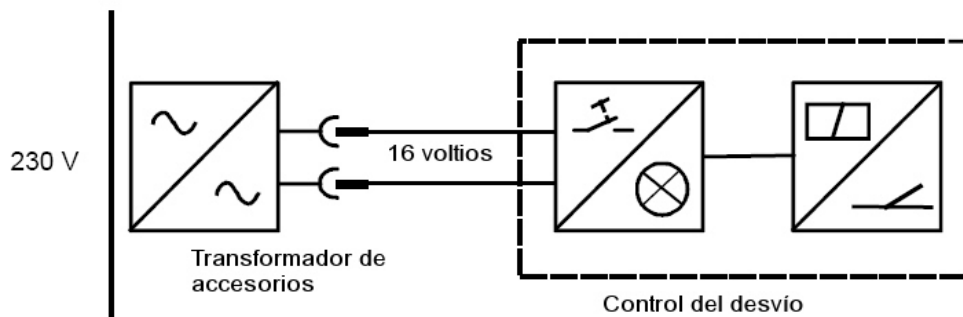 230 V
16 voltios
Transformador de
accesorios
Control del desvío